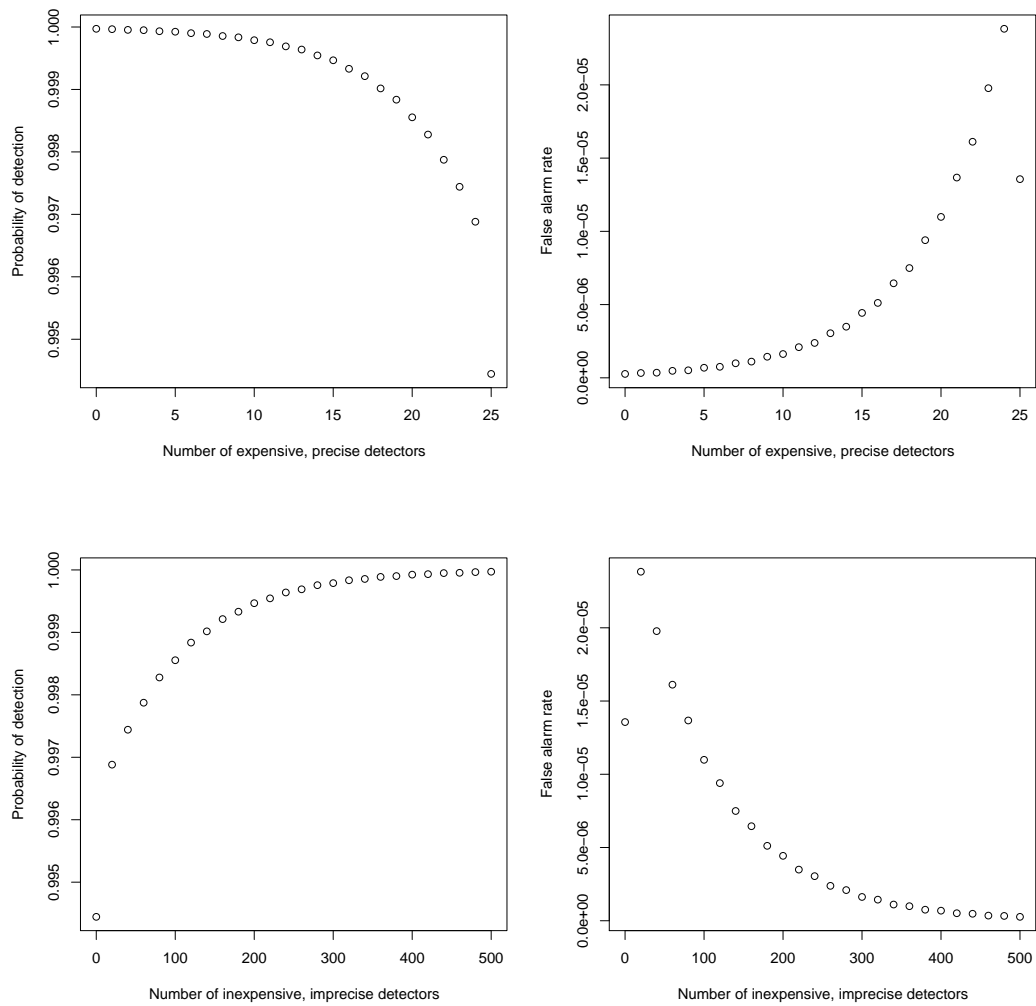 1.000
0.999
0.998
0.997
0.996
0.995
Probability of detection
0 5 10 15 20 25
Number of expensive, precise detectors
2.0e−05
1.5e−05
1.0e−05
5.0e−06
0.0e+00
False alarm rate
0 5 10 15 20 25
Number of expensive, precise detectors
1.000
0.999
0.998
0.997
0.996
0.995
Probability of detection
0 100 200 300 400 500
Number of inexpensive, imprecise detectors
2.0e−05
1.5e−05
1.0e−05
5.0e−06
0.0e+00
False alarm rate
0 100 200 300 400 500
Number of inexpensive, imprecise detectors